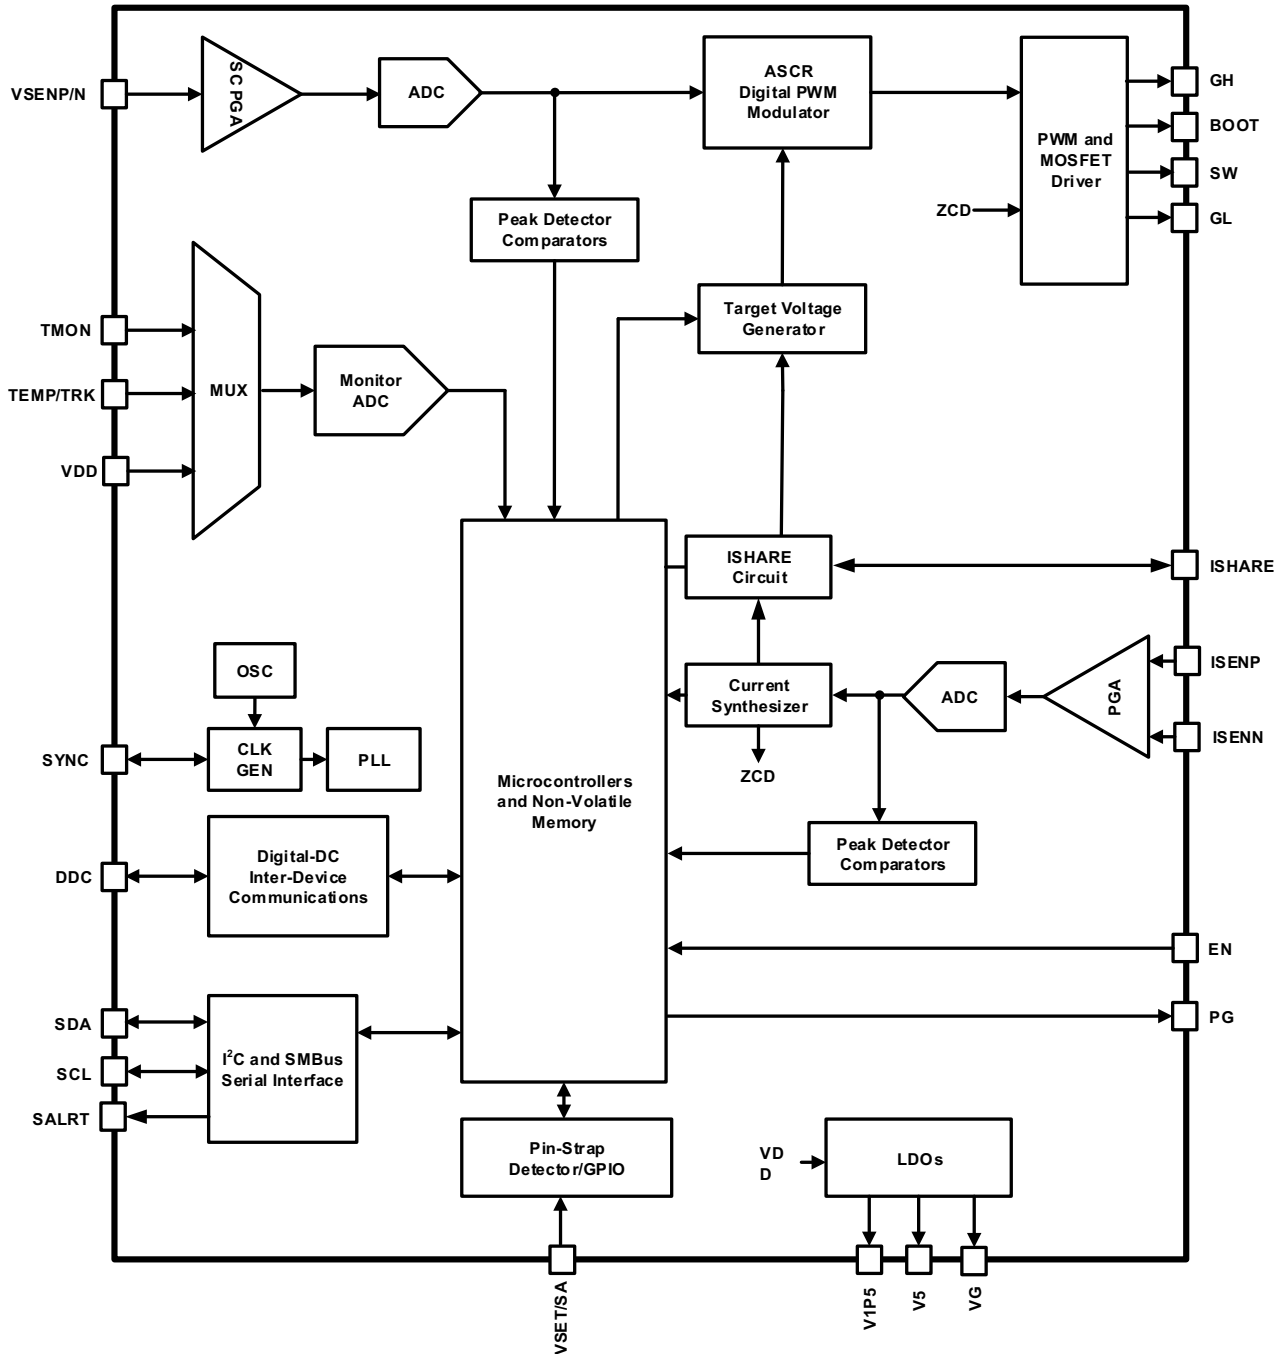 VSENP/N
SC PGA
ADC
ASCR
Digital PWM
Modulator
PWM and
MOSFET
Driver
GH
BOOT
SW
GL
ZCD
Peak Detector
Comparators
TMON
TEMP/TRK
VDD
MUX
Monitor
ADC
Target Voltage
Generator
ISHARE
Circuit
ISHARE
OSC
SYNC
CLK
GEN
PLL
Current
Synthesizer
ADC
PGA
ISENP
ISENN
ZCD
Microcontrollers
and Non-Volatile
Memory
Peak Detector
Comparators
DDC
Digital-DC
Inter-Device
Communications
EN
PG
SDA
SCL
SALRT
I²C and SMBus
Serial Interface
Pin-Strap
Detector/GPIO
VD
D
LDOs
VSET/SA
V1P5
V5
VG